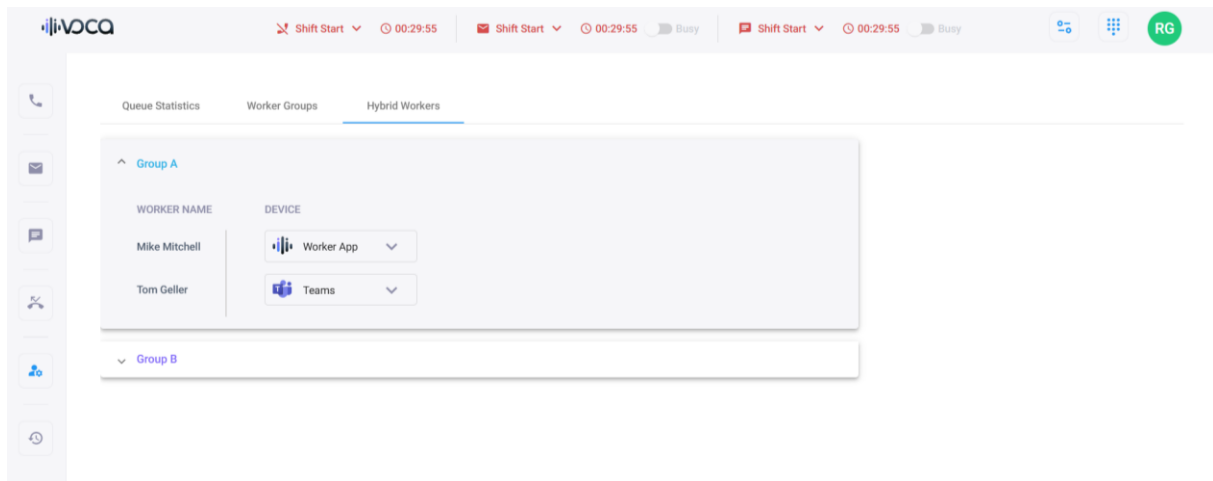 VOCA
Shift Start 00:29:55 Shift Start 00:29:55 Busy Shift Start 00:29:55 Busy RG
Queue Statistics Worker Groups Hybrid Workers
Group A
WORKER NAME DEVICE
Mike Mitchell Worker App
Tom Geller T Teams
Group B